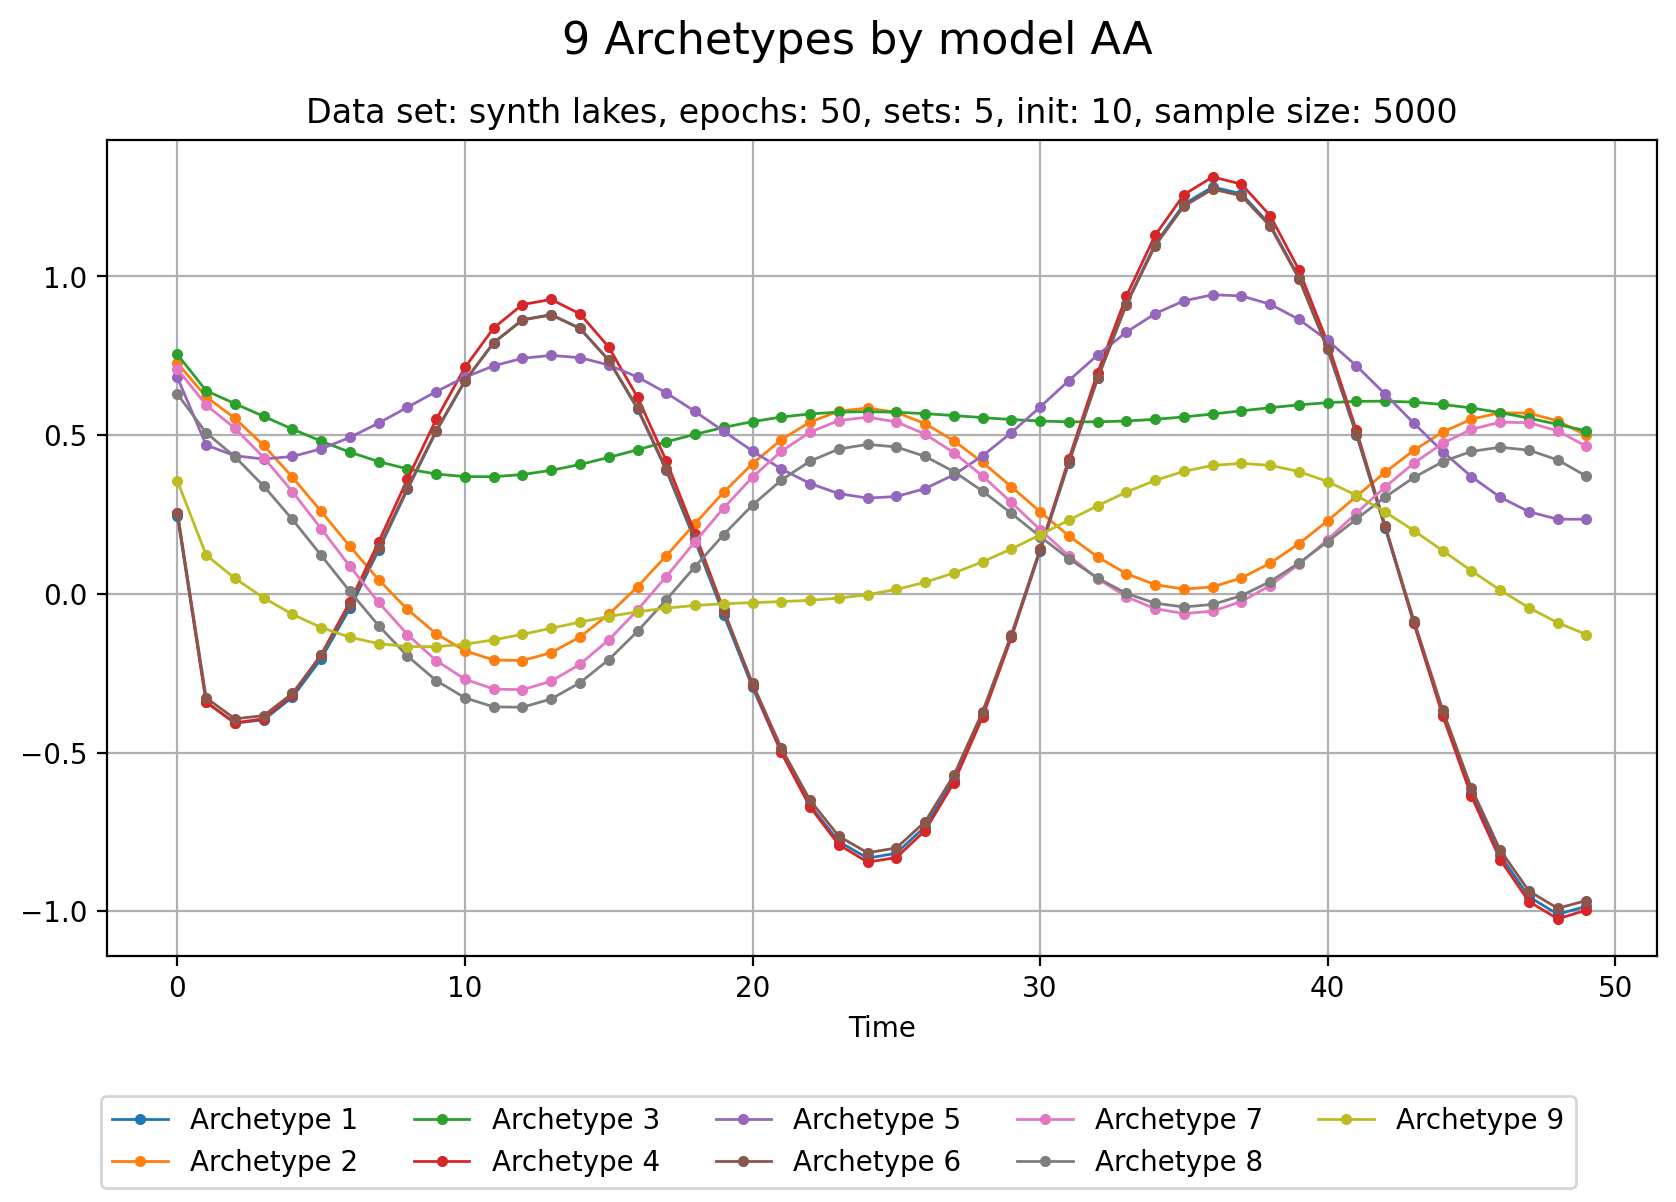 9 Archetypes by model AA
Data set: synth lakes, epochs: 50, sets: 5, init: 10, sample size: 5000
1.0
0.5
0.0
−0.5
−1.0
0 10 20 30 40 50
Time
Archetype 1 Archetype 3 Archetype 5 Archetype 7 Archetype 9
Archetype 2 Archetype 4 Archetype 6 Archetype 8